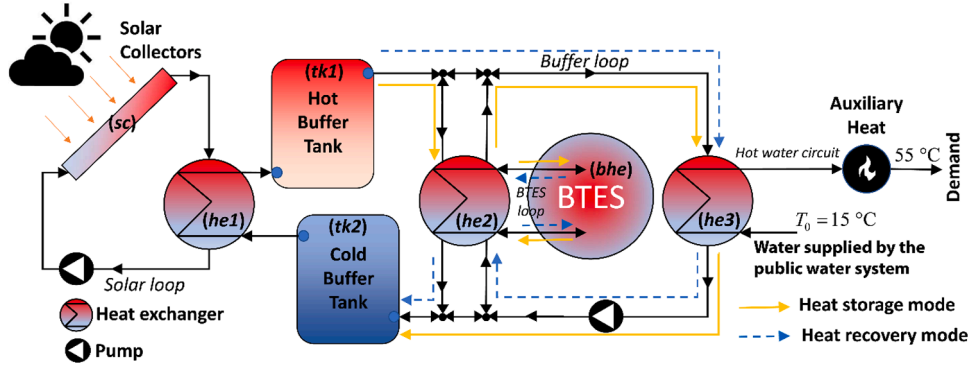 Solar
Collectors
(sc)
(he1)
Solar loop
Heat exchanger
Pump
(tk1)
Hot
Buffer
Tank
(tk2)
Cold
Buffer
Tank
Buffer loop
(he2)
BTES
loop
(bhe)
BTES
(he3)
Auxiliary
Heat
Hot water circuit
55 °C
Demand
T₀ = 15 °C
Water supplied by the
public water system
Heat storage mode
Heat recovery mode